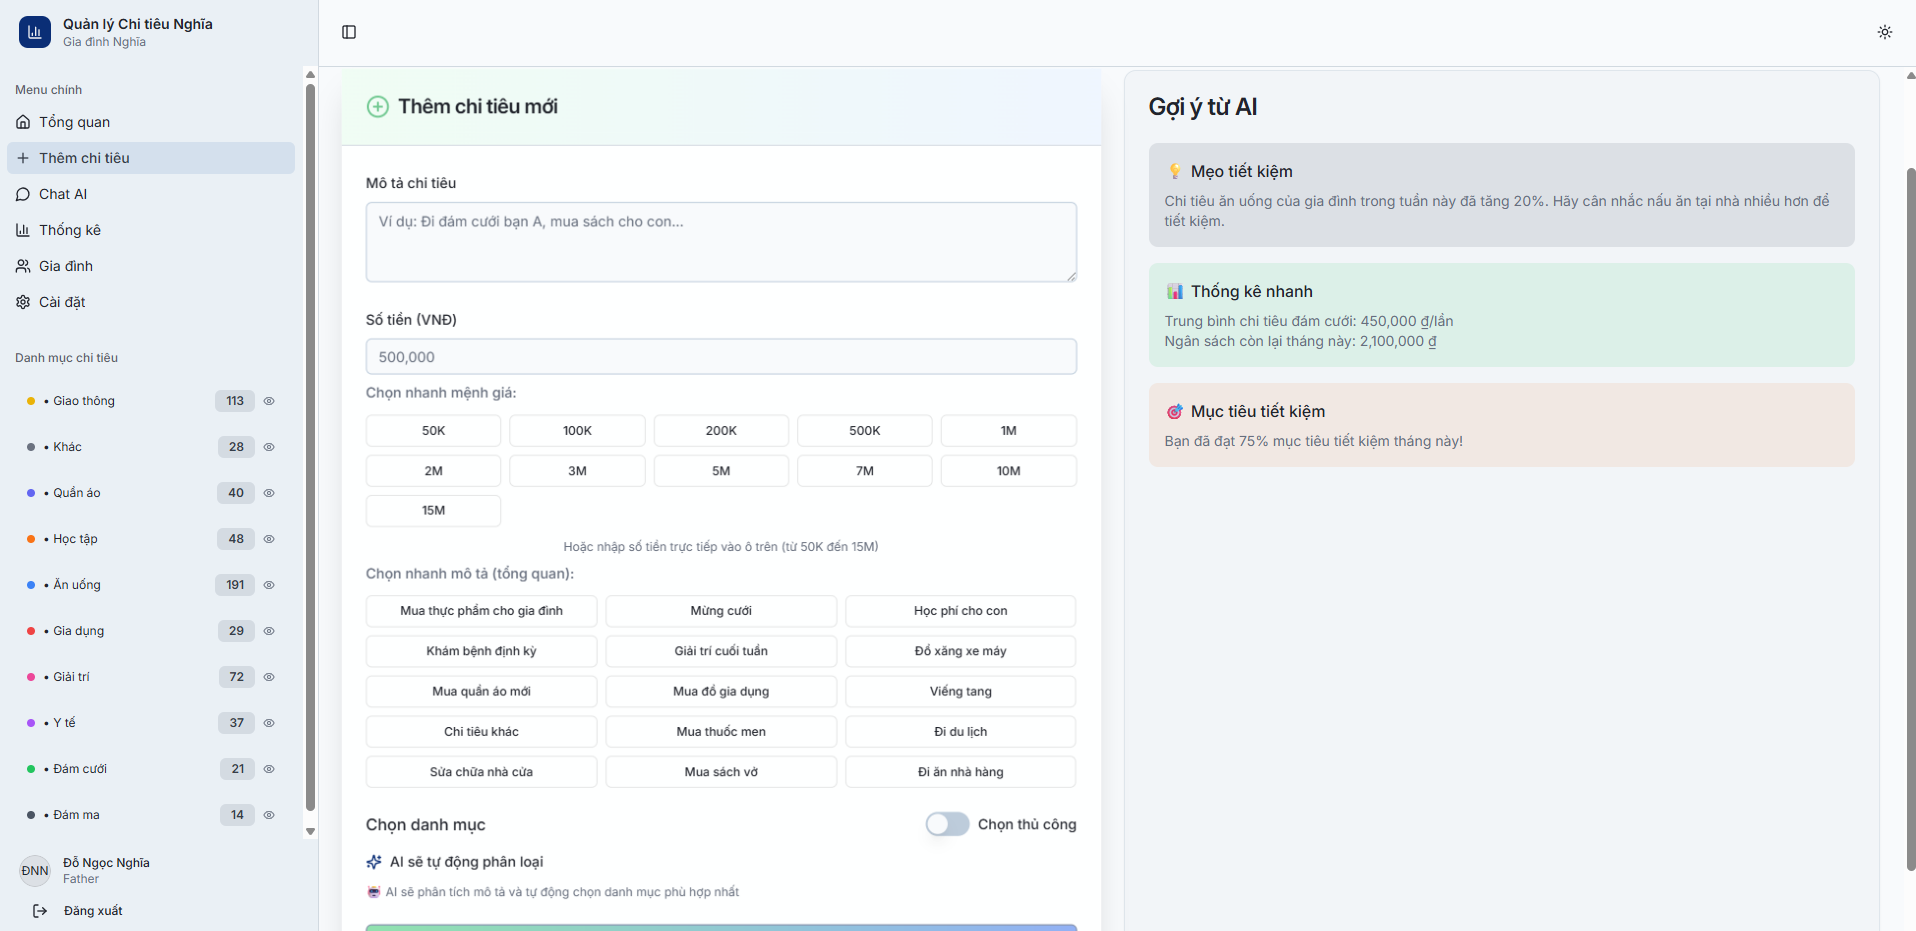 Quản lý Chi tiêu Nghĩa
Gia đình Nghĩa
Menu chính
Tổng quan
Thêm chi tiêu
Chat AI
Thống kê
Gia đình
Cài đặt
Danh mục chi tiêu
• Giao thông 113
• Khác 28
• Quần áo 40
• Học tập 48
• Ăn uống 191
• Gia dụng 29
• Giải trí 72
• Y tế 37
• Đám cưới 21
• Đám ma 14
ĐNN
Đỗ Ngọc Nghĩa
Father
Đăng xuất
Thêm chi tiêu mới
Mô tả chi tiêu
Ví dụ: Đi đám cưới bạn A, mua sách cho con...
Số tiền (VNĐ)
500,000
Chọn nhanh mệnh giá:
50K 100K 200K 500K 1M
2M 3M 5M 7M 10M
15M
Hoặc nhập số tiền trực tiếp vào ô trên (từ 50K đến 15M)
Chọn nhanh mô tả (tổng quan):
Mua thực phẩm cho gia đình Mừng cưới Học phí cho con
Khám bệnh định kỳ Giải trí cuối tuần Đổ xăng xe máy
Mua quần áo mới Mua đồ gia dụng Viếng tang
Chi tiêu khác Mua thuốc men Đi du lịch
Sửa chữa nhà cửa Mua sách vở Đi ăn nhà hàng
Chọn danh mục Chọn thủ công
AI sẽ tự động phân loại
AI sẽ phân tích mô tả và tự động chọn danh mục phù hợp nhất
Gợi ý từ AI
Mẹo tiết kiệm
Chi tiêu ăn uống của gia đình trong tuần này đã tăng 20%. Hãy cân nhắc nấu ăn tại nhà nhiều hơn để
tiết kiệm.
Thống kê nhanh
Trung bình chi tiêu đám cưới: 450,000 ₫/lần
Ngân sách còn lại tháng này: 2,100,000 ₫
Mục tiêu tiết kiệm
Bạn đã đạt 75% mục tiêu tiết kiệm tháng này!